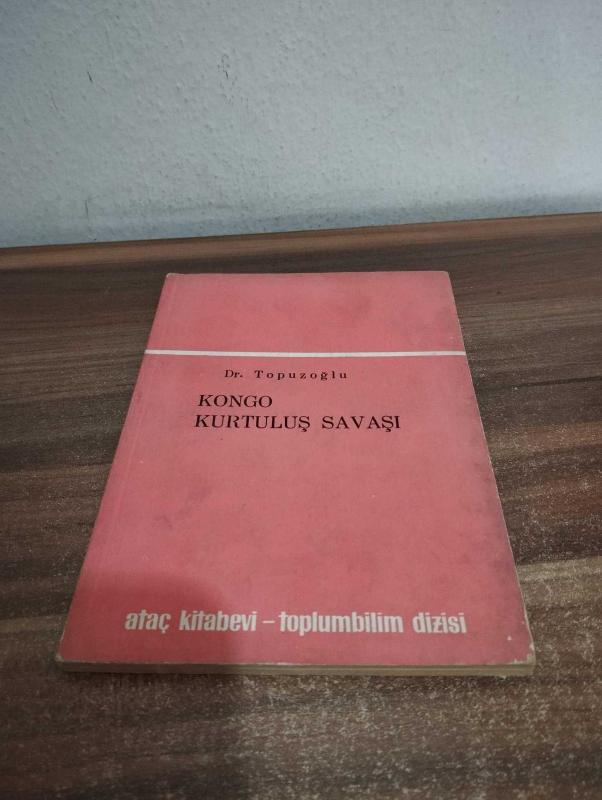 Dr. Topuzoğlu
KONGO
KURTULUŞ SAVAŞI
ataç kitabevi – toplumbilim dizisi